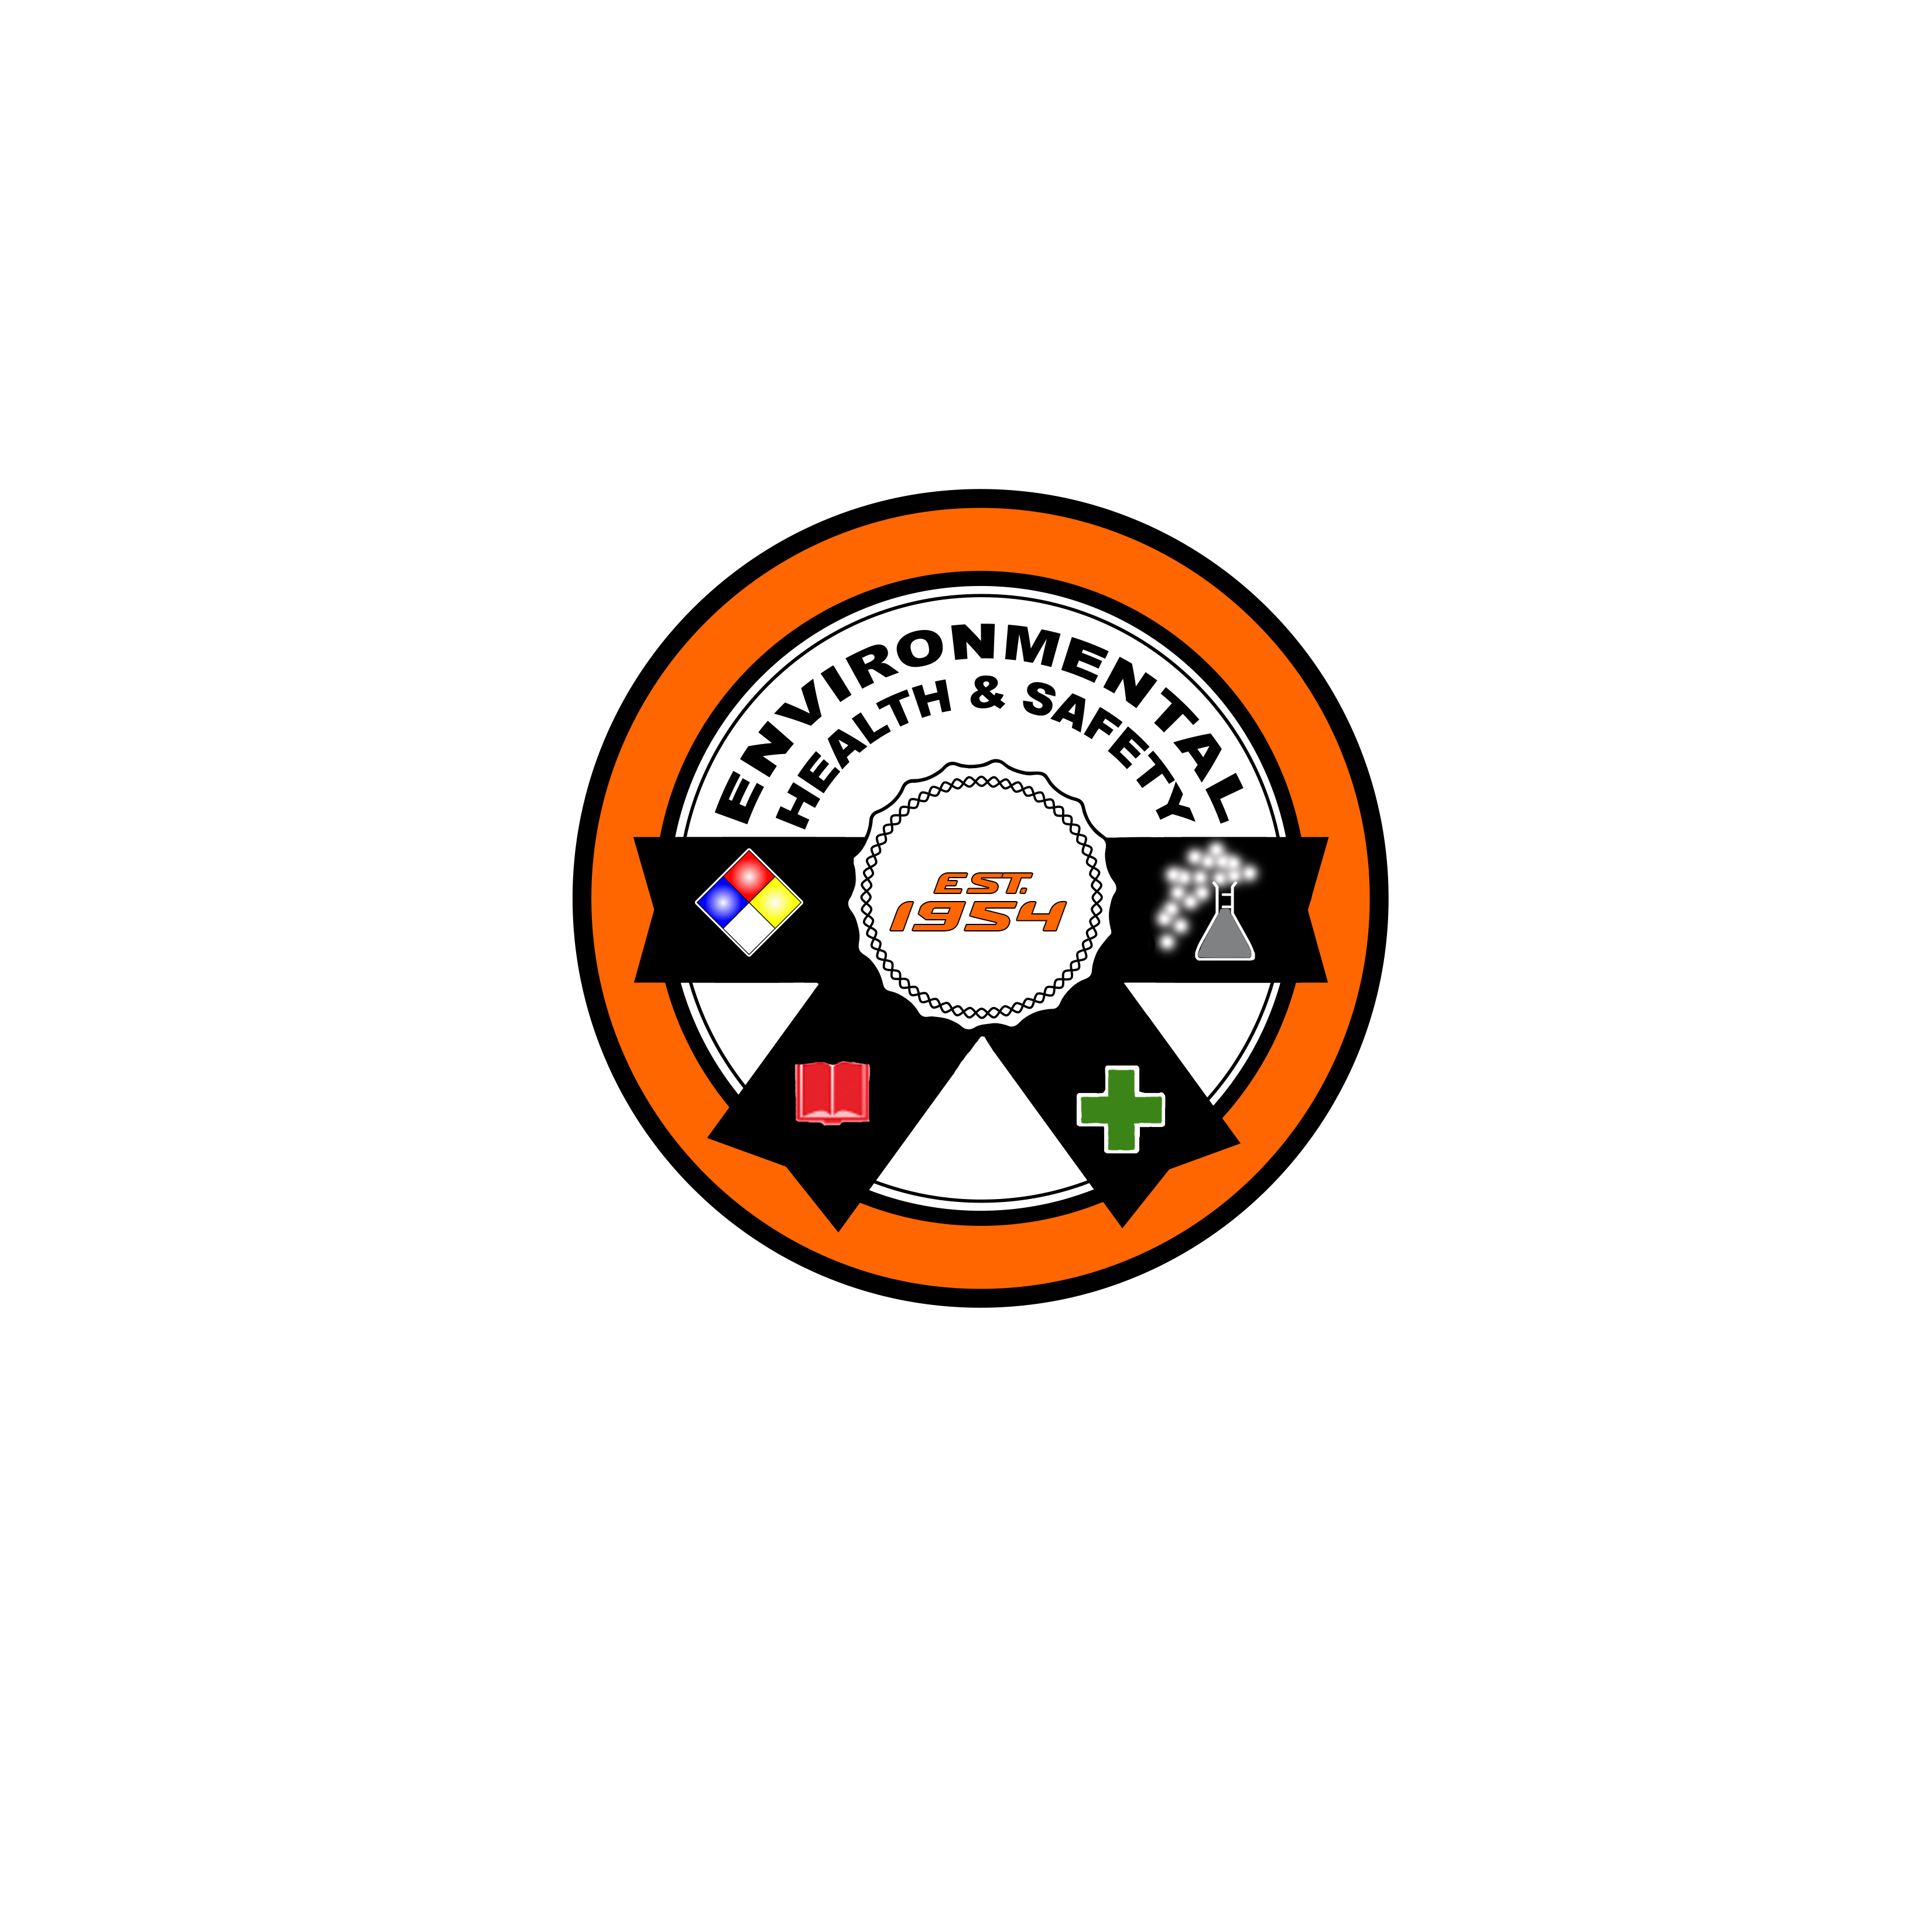 ENVIRONMENTAL
HEALTH & SAFETY
EST.
1954